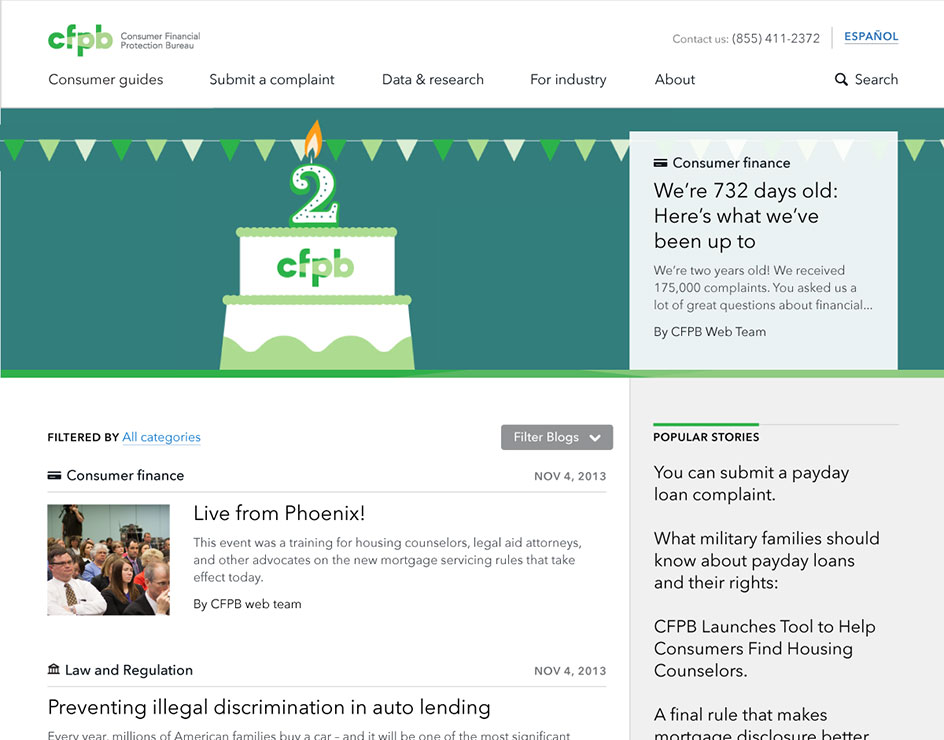 cfpb Consumer Financial
Protection Bureau
Contact us: (855) 411-2372
ESPAÑOL
Consumer guides
Submit a complaint
Data & research
For industry
About
Search
2
cfpb
Consumer finance
We’re 732 days old:
Here’s what we’ve
been up to
We’re two years old! We received
175,000 complaints. You asked us a
lot of great questions about financial...
By CFPB Web Team
FILTERED BY All categories
Filter Blogs
Consumer finance
NOV 4, 2013
Live from Phoenix!
This event was a training for housing counselors, legal aid attorneys,
and other advocates on the new mortgage servicing rules that take
effect today.
By CFPB web team
Law and Regulation
NOV 4, 2013
Preventing illegal discrimination in auto lending
Every year, millions of American families buy a car – and it will be one of the most significant
POPULAR STORIES
You can submit a payday
loan complaint.
What military families should
know about payday loans
and their rights:
CFPB Launches Tool to Help
Consumers Find Housing
Counselors.
A final rule that makes
mortgage disclosure better